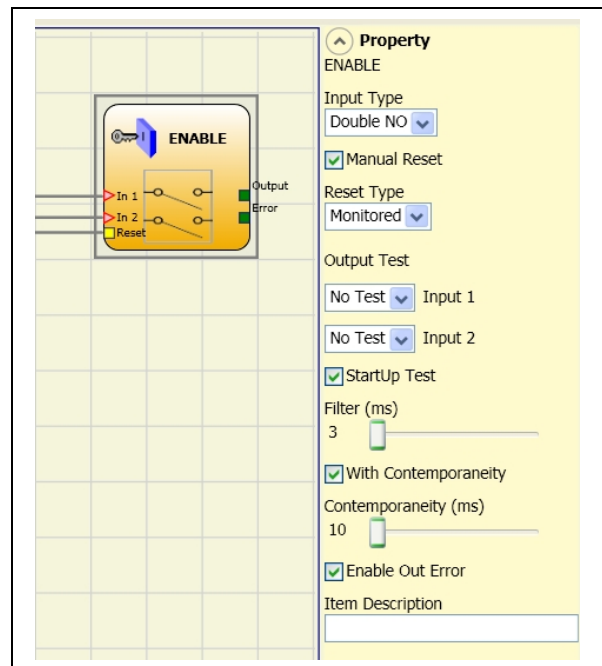 ENABLE
In 1
In 2
Reset
Output
Error
Property
ENABLE
Input Type
Double NO
Manual Reset
Reset Type
Monitored
Output Test
No Test Input 1
No Test Input 2
StartUp Test
Filter (ms)
3
With Contemporaneity
Contemporaneity (ms)
10
Enable Out Error
Item Description